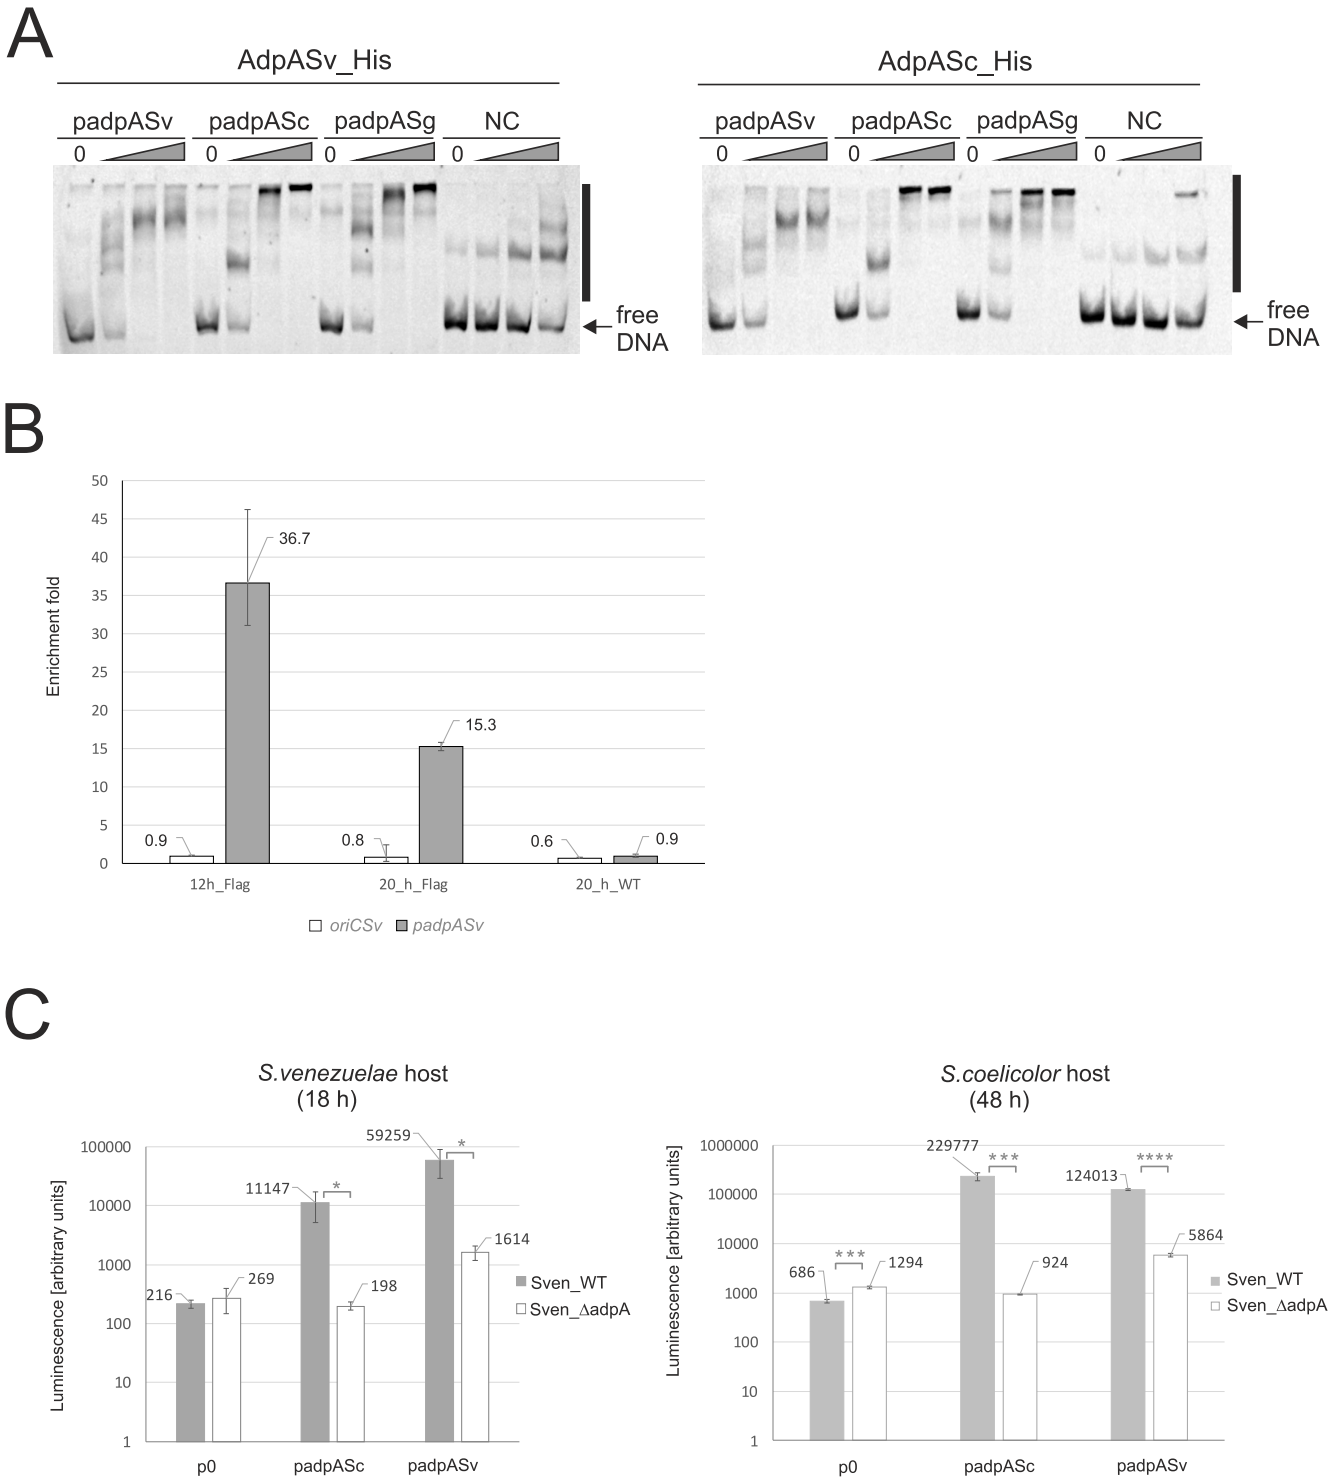 A
AdpASv_His
AdpASc_His
padpASv padpASc padpASg NC
padpASv padpASc padpASg NC
0 0 0 0
0 0 0 0
free
DNA
free
DNA
B
50
45
40
35
30
25
20
15
10
5
0
Enrichment fold
36.7
15.3
0.9
0.8
0.6
0.9
12h_Flag 20_h_Flag 20_h_WT
oriCSv padpASv
C
S.venezuelae host
(18 h)
100000
10000
1000
100
10
1
Luminescence [arbitrary units]
59259
*
11147
*
1614
216
269
198
Sven_WT
Sven_ΔadpA
p0 padpASc padpASv
S.coelicolor host
(48 h)
1000000
100000
10000
1000
100
10
1
Luminescence [arbitrary units]
229777
***
****
124013
***
686
1294
924
5864
Sven_WT
Sven_ΔadpA
p0 padpASc padpASv